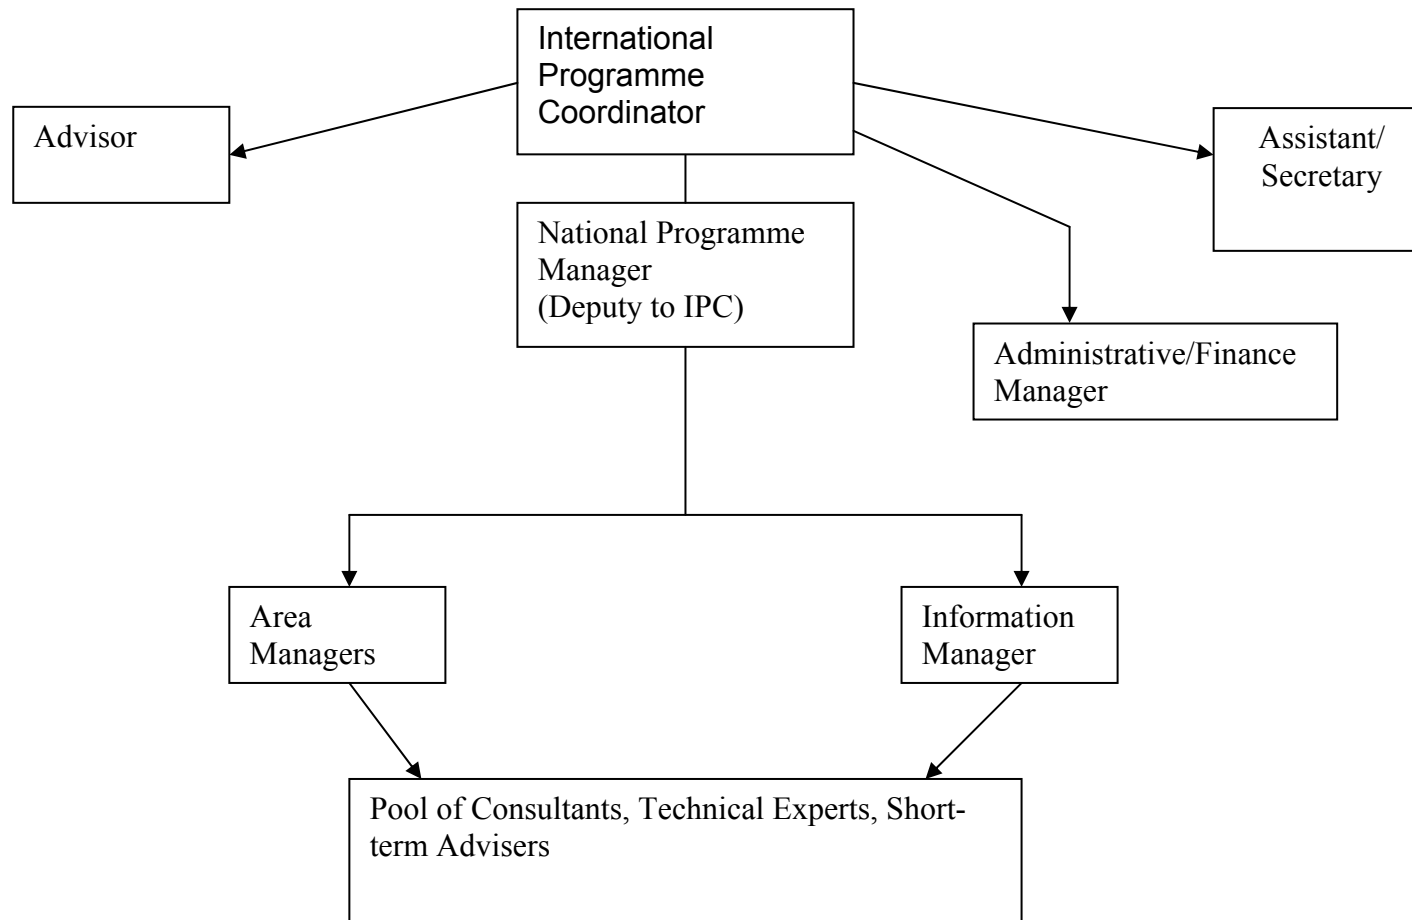 International
Programme
Coordinator
Advisor
Assistant/
Secretary
National Programme
Manager
(Deputy to IPC)
Administrative/Finance
Manager
Area
Managers
Information
Manager
Pool of Consultants, Technical Experts, Short-
term Advisers